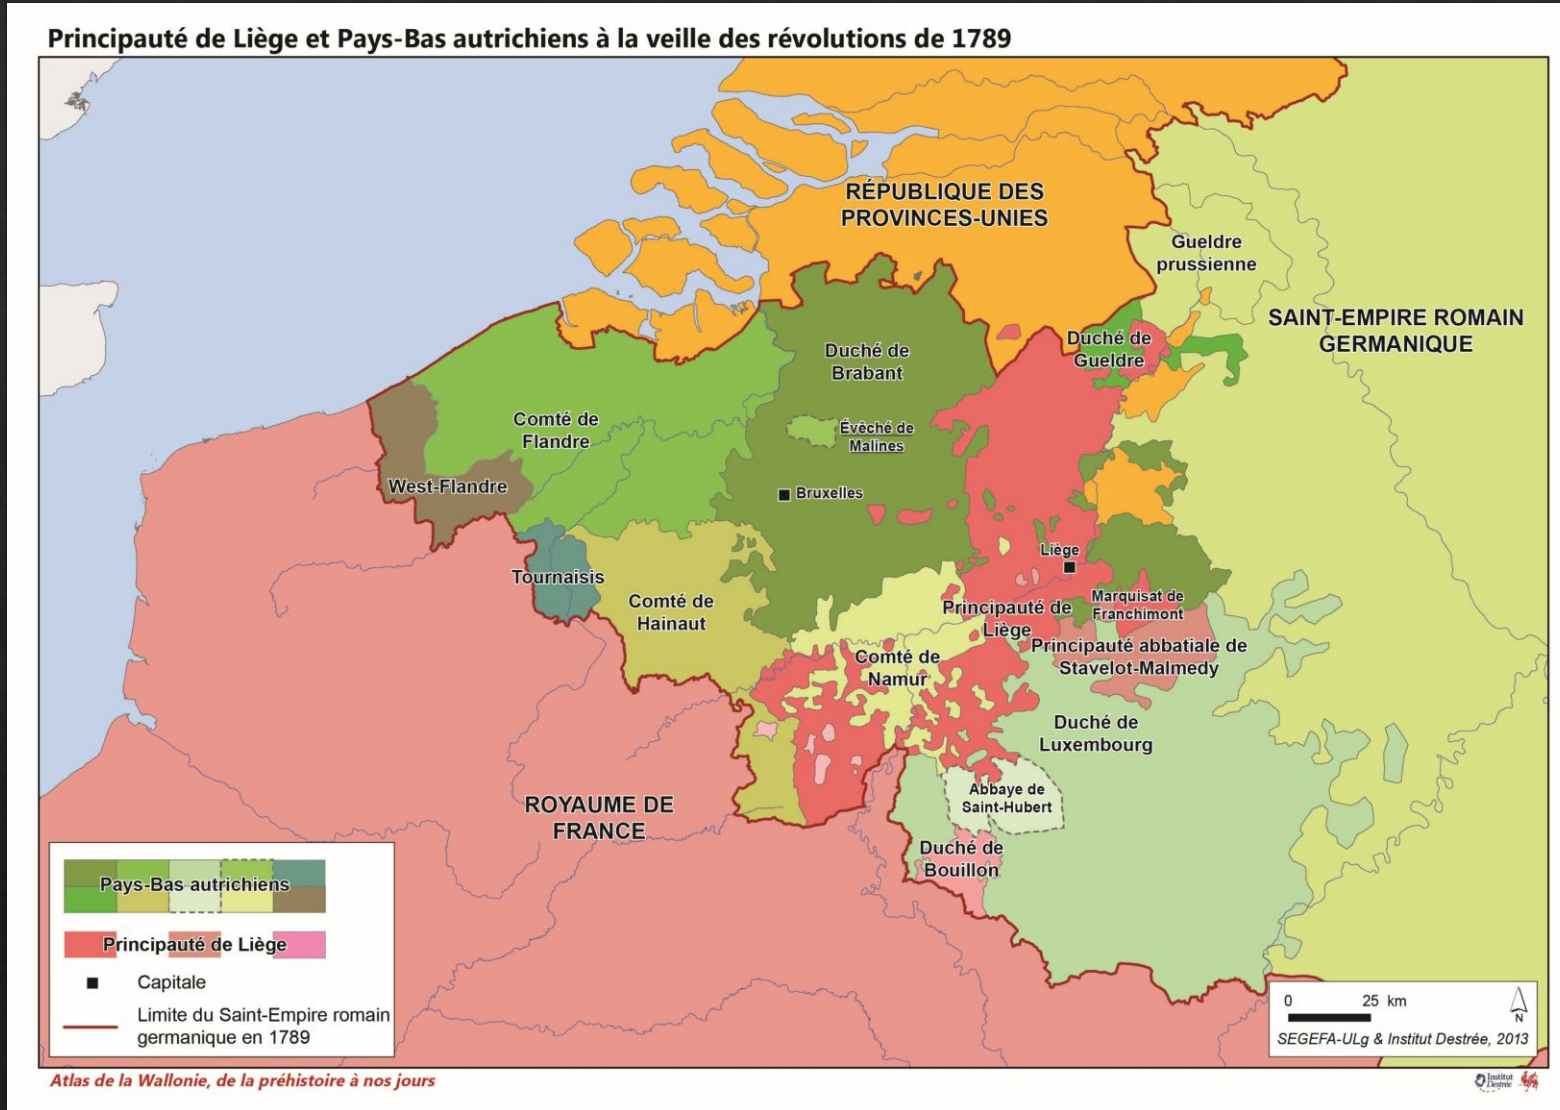 Principauté de Liège et Pays-Bas autrichiens à la veille des révolutions de 1789
RÉPUBLIQUE DES
PROVINCES-UNIES
Gueldre
prussienne
SAINT-EMPIRE ROMAIN
GERMANIQUE
Duché de
Gueldre
Duché de
Brabant
Comté de
Flandre
Évêché de
Malines
West-Flandre
Bruxelles
Liège
Tournaisis
Comté de
Hainaut
Marquisat de
Franchimont
Principauté de
Liège
Principauté abbatiale de
Stavelot-Malmedy
Comté de
Namur
Duché de
Luxembourg
Abbaye de
Saint-Hubert
ROYAUME DE
FRANCE
Duché de
Bouillon
Pays-Bas autrichiens
Principauté de Liège
Capitale
Limite du Saint-Empire romain
germanique en 1789
0 25 km
N
SEGEFA-ULg & Institut Destrée, 2013
Atlas de la Wallonie, de la préhistoire à nos jours
Institut
Destrée